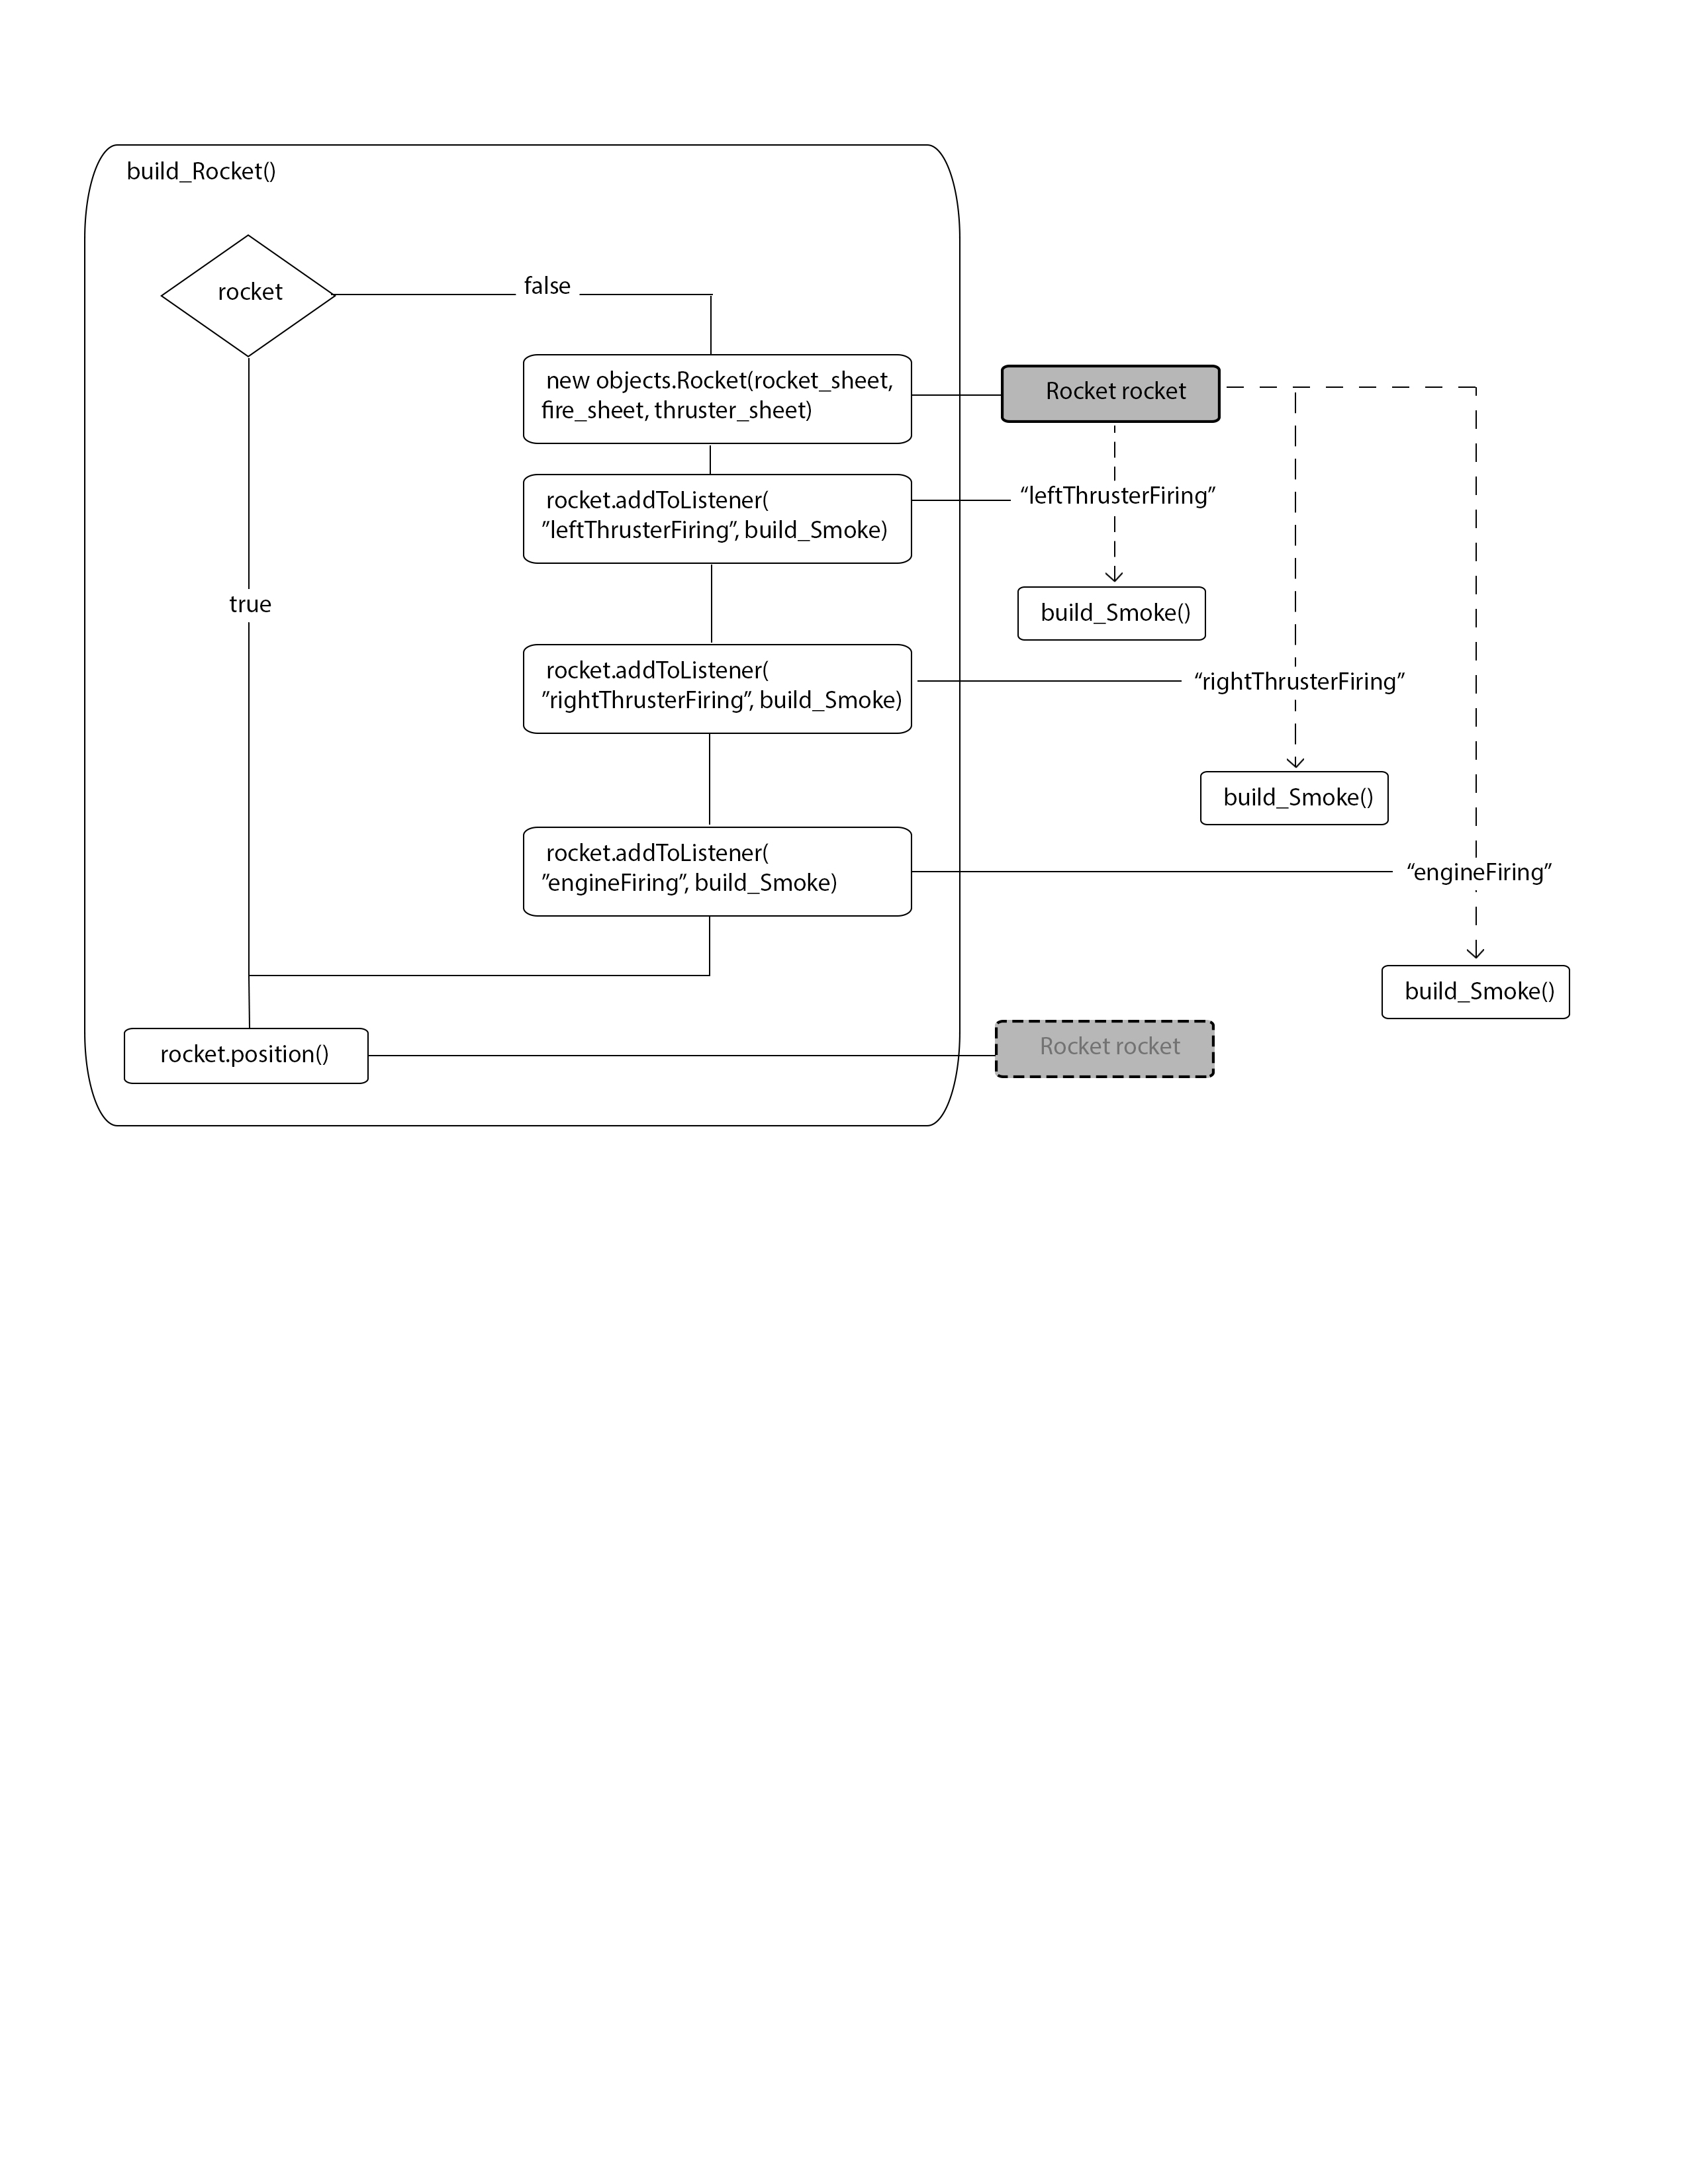 build_Rocket()
rocket
false
new objects.Rocket(rocket_sheet,
fire_sheet, thruster_sheet)
Rocket rocket
rocket.addToListener(
”leftThrusterFiring”, build_Smoke)
“leftThrusterFiring”
build_Smoke()
true
rocket.addToListener(
”rightThrusterFiring”, build_Smoke)
“rightThrusterFiring”
build_Smoke()
rocket.addToListener(
”engineFiring”, build_Smoke)
“engineFiring”
build_Smoke()
rocket.position()
Rocket rocket